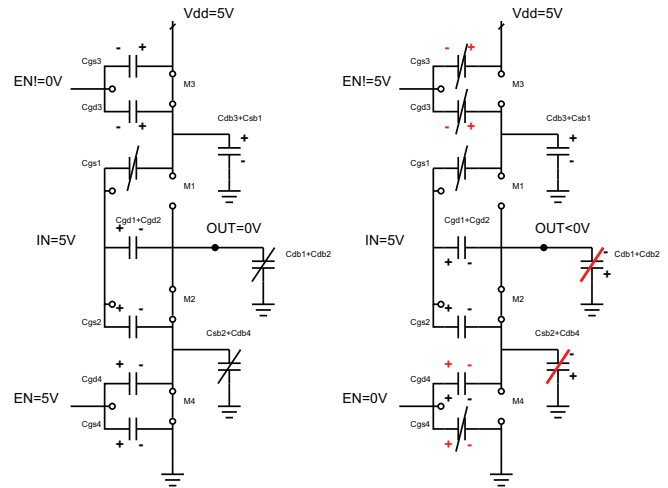 Vdd=5V
Cgs3
- +
EN!=0V
M3
Cgd3
- +
Cdb3+Csb1
+
-
Cgs1
M1
Cgd1+Cgd2
OUT=0V
IN=5V
+ -
Cdb1+Cdb2
M2
+ -
Cgs2
Csb2+Cdb4
Cgd4
+ -
EN=5V
M4
Cgs4
+ -
Vdd=5V
Cgs3
- +
EN!=5V
M3
Cgd3
- +
Cdb3+Csb1
+
-
Cgs1
M1
Cgd1+Cgd2
OUT<0V
IN=5V
+ -
-
Cdb1+Cdb2
+
M2
+ -
Cgs2
Csb2+Cdb4
-
+
+ -
Cgd4
+ -
EN=0V
M4
Cgs4
+ -